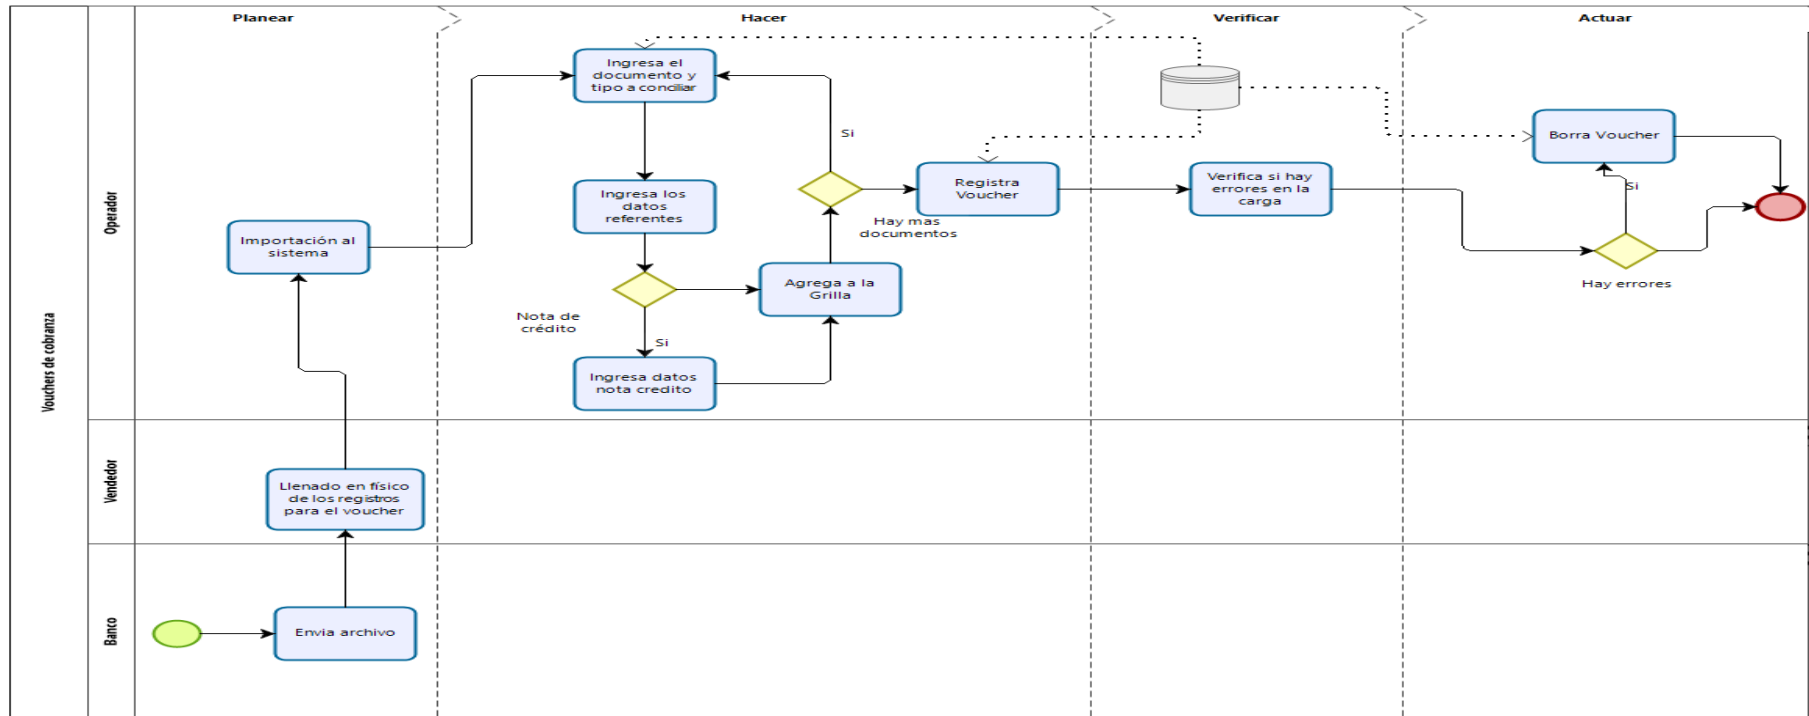 Planear
Hacer
Verificar
Actuar
Vouchers de cobranza
Operador
Vendedor
Banco
Ingresa el
documento y
tipo a conciliar
Si
Borra Voucher
Ingresa los
datos
referentes
Registra
Voucher
Verifica si hay
errores en la
carga
Si
Hay mas
documentos
Importación al
sistema
Agrega a la
Grilla
Hay errores
Nota de
crédito
Si
Ingresa datos
nota credito
Llenado en físico
de los registros
para el voucher
Envia archivo